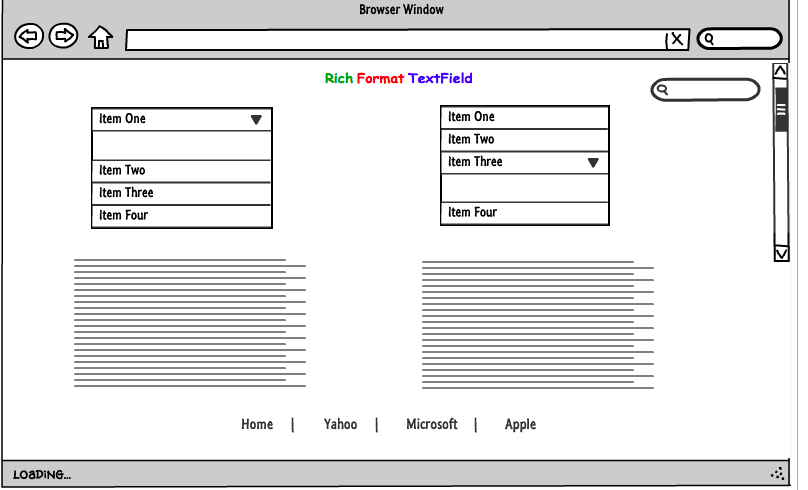 Browser Window
Rich Format TextField
Item One
Item Two
Item Three
Item Four
Item One
Item Two
Item Three
Item Four
Home | Yahoo | Microsoft | Apple
LOADING...